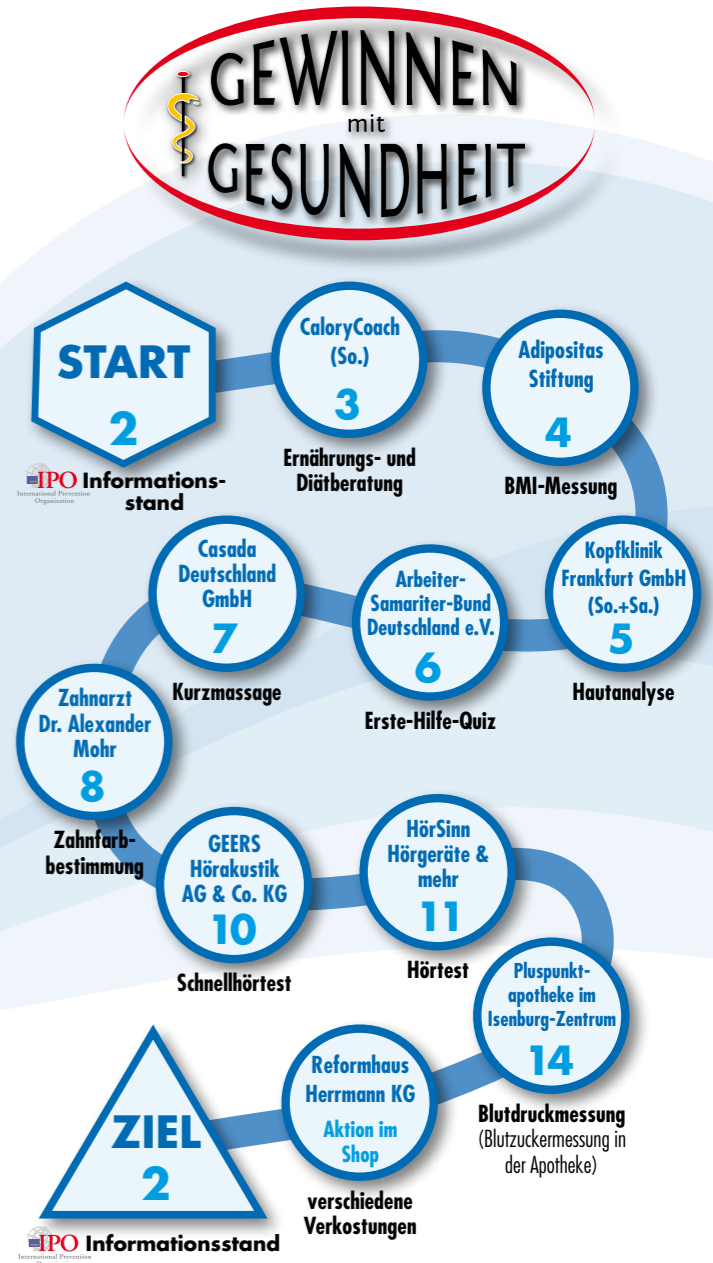 GEWINNEN
mit
GESUNDHEIT
START
2
IPO Informations-
International Prevention
Organization
stand
CaloryCoach
(So.)
3
Ernährungs- und
Diätberatung
Adipositas
Stiftung
4
BMI-Messung
Kopfklinik
Frankfurt GmbH
(So.+Sa.)
5
Hautanalyse
Arbeiter-
Samariter-Bund
Deutschland e.V.
6
Erste-Hilfe-Quiz
Casada
Deutschland
GmbH
7
Kurzmassage
Zahnarzt
Dr. Alexander
Mohr
8
Zahnfarb-
bestimmung
GEERS
Hörakustik
AG & Co. KG
10
Schnellhörtest
HörSinn
Hörgeräte &
mehr
11
Hörtest
Pluspunkt-
apotheke im
Isenburg-Zentrum
14
Blutdruckmessung
(Blutzuckermessung in
der Apotheke)
Reformhaus
Herrmann KG
Aktion im
Shop
verschiedene
Verkostungen
ZIEL
2
IPO Informationsstand
International Prevention